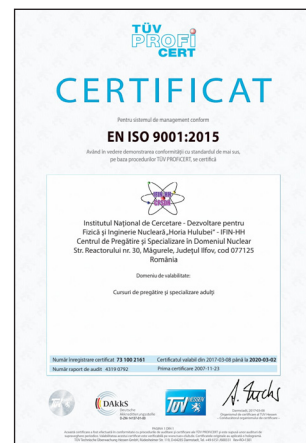 TÜV
PROFI
CERT
CERTIFICAT
Pentru sistemul de management conform
EN ISO 9001:2015
Având în vedere demonstrarea conformității cu standardul de mai sus,
pe baza procedurilor TÜV PROFICERT, se certifică
Institutul Național de Cercetare - Dezvoltare pentru
Fizică și Inginerie Nucleară „Horia Hulubei" - IFIN-HH
Centrul de Pregătire și Specializare în Domeniul Nuclear
Str. Reactorului nr. 30, Măgurele, Județul Ilfov, cod 077125
România
Domeniu de valabilitate:
Cursuri de pregătire și specializare adulți
Număr înregistrare certificat 73 100 2161
Certificatul valabil din 2017-03-08 până la 2020-03-02
Număr raport de audit 4319 0792
Prima certificare 2007-11-23
DAkkS
Deutsche
Akkreditierungsstelle
TÜV HESSEN